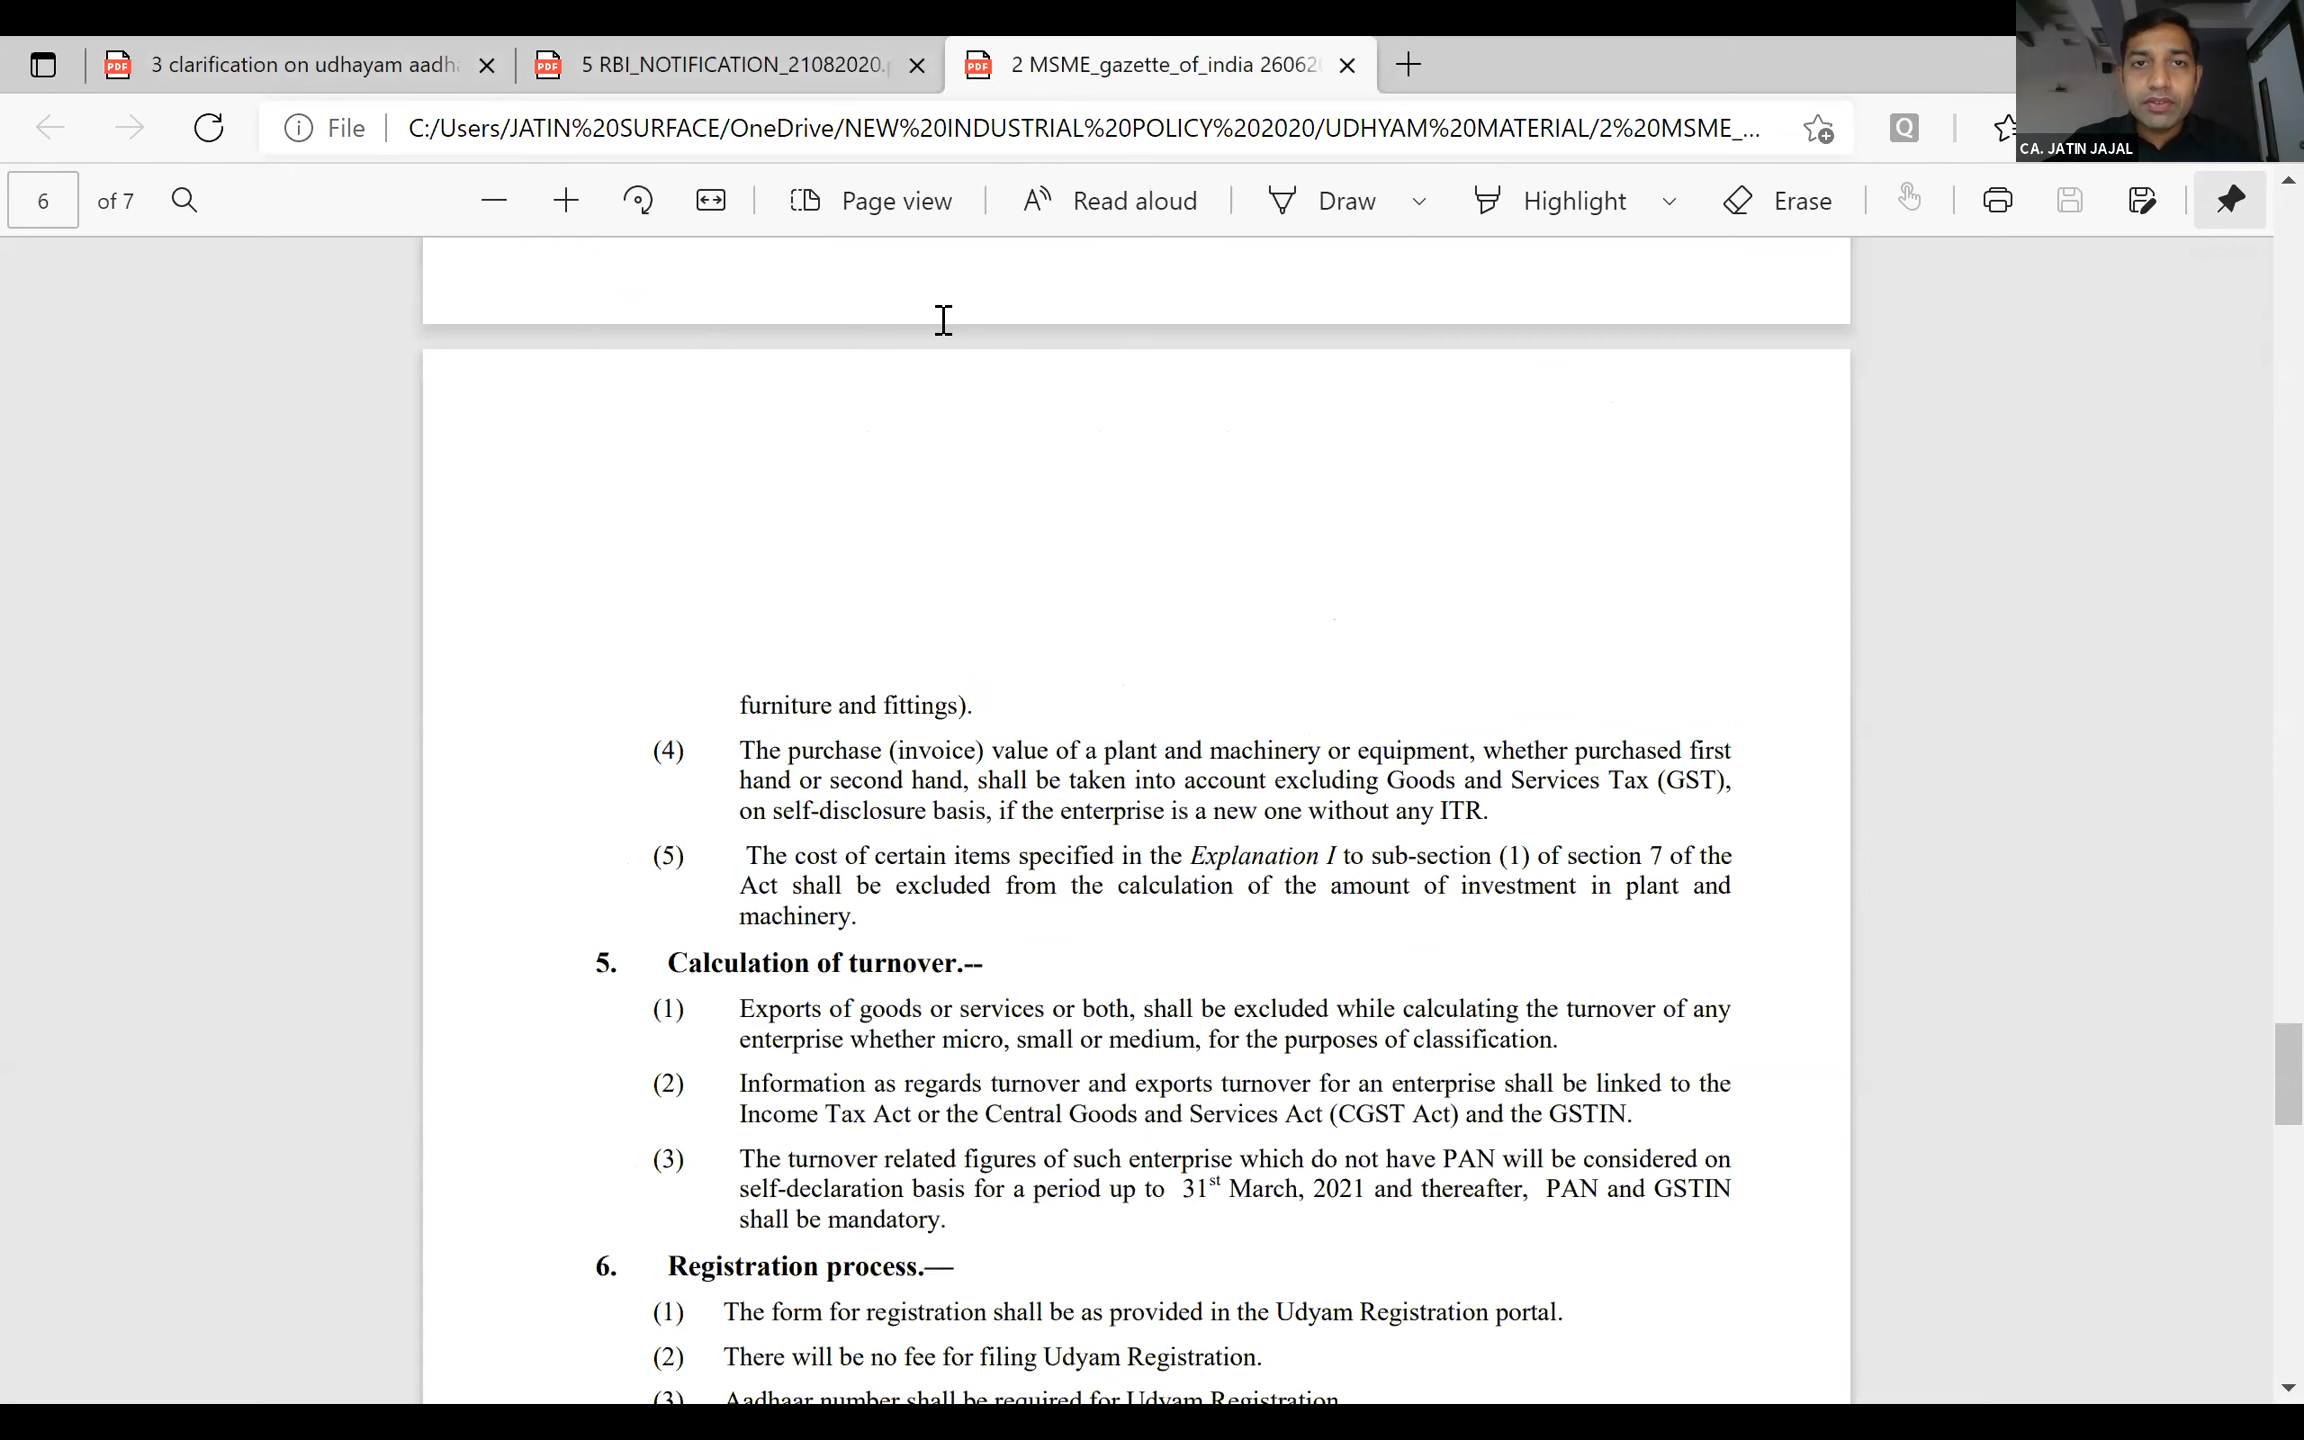 3 clarification on udhayam aadh
5 RBI_NOTIFICATION_21082020.
2 MSME_gazette_of_india 26062
File
C:/Users/JATIN%20SURFACE/OneDrive/NEW%20INDUSTRIAL%20POLICY%202020/UDHYAM%20MATERIAL/2%20MSME_...
Q
CA. JATIN JAJAL
6 of 7
Page view
Read aloud
Draw
Highlight
Erase
furniture and fittings).
(4) The purchase (invoice) value of a plant and machinery or equipment, whether purchased first
hand or second hand, shall be taken into account excluding Goods and Services Tax (GST),
on self-disclosure basis, if the enterprise is a new one without any ITR.
(5) The cost of certain items specified in the Explanation I to sub-section (1) of section 7 of the
Act shall be excluded from the calculation of the amount of investment in plant and
machinery.
5. Calculation of turnover.--
(1) Exports of goods or services or both, shall be excluded while calculating the turnover of any
enterprise whether micro, small or medium, for the purposes of classification.
(2) Information as regards turnover and exports turnover for an enterprise shall be linked to the
Income Tax Act or the Central Goods and Services Act (CGST Act) and the GSTIN.
(3) The turnover related figures of such enterprise which do not have PAN will be considered on
self-declaration basis for a period up to 31st March, 2021 and thereafter, PAN and GSTIN
shall be mandatory.
6. Registration process.—
(1) The form for registration shall be as provided in the Udyam Registration portal.
(2) There will be no fee for filing Udyam Registration.
(3) Aadhaar number shall be required for Udyam Registration.